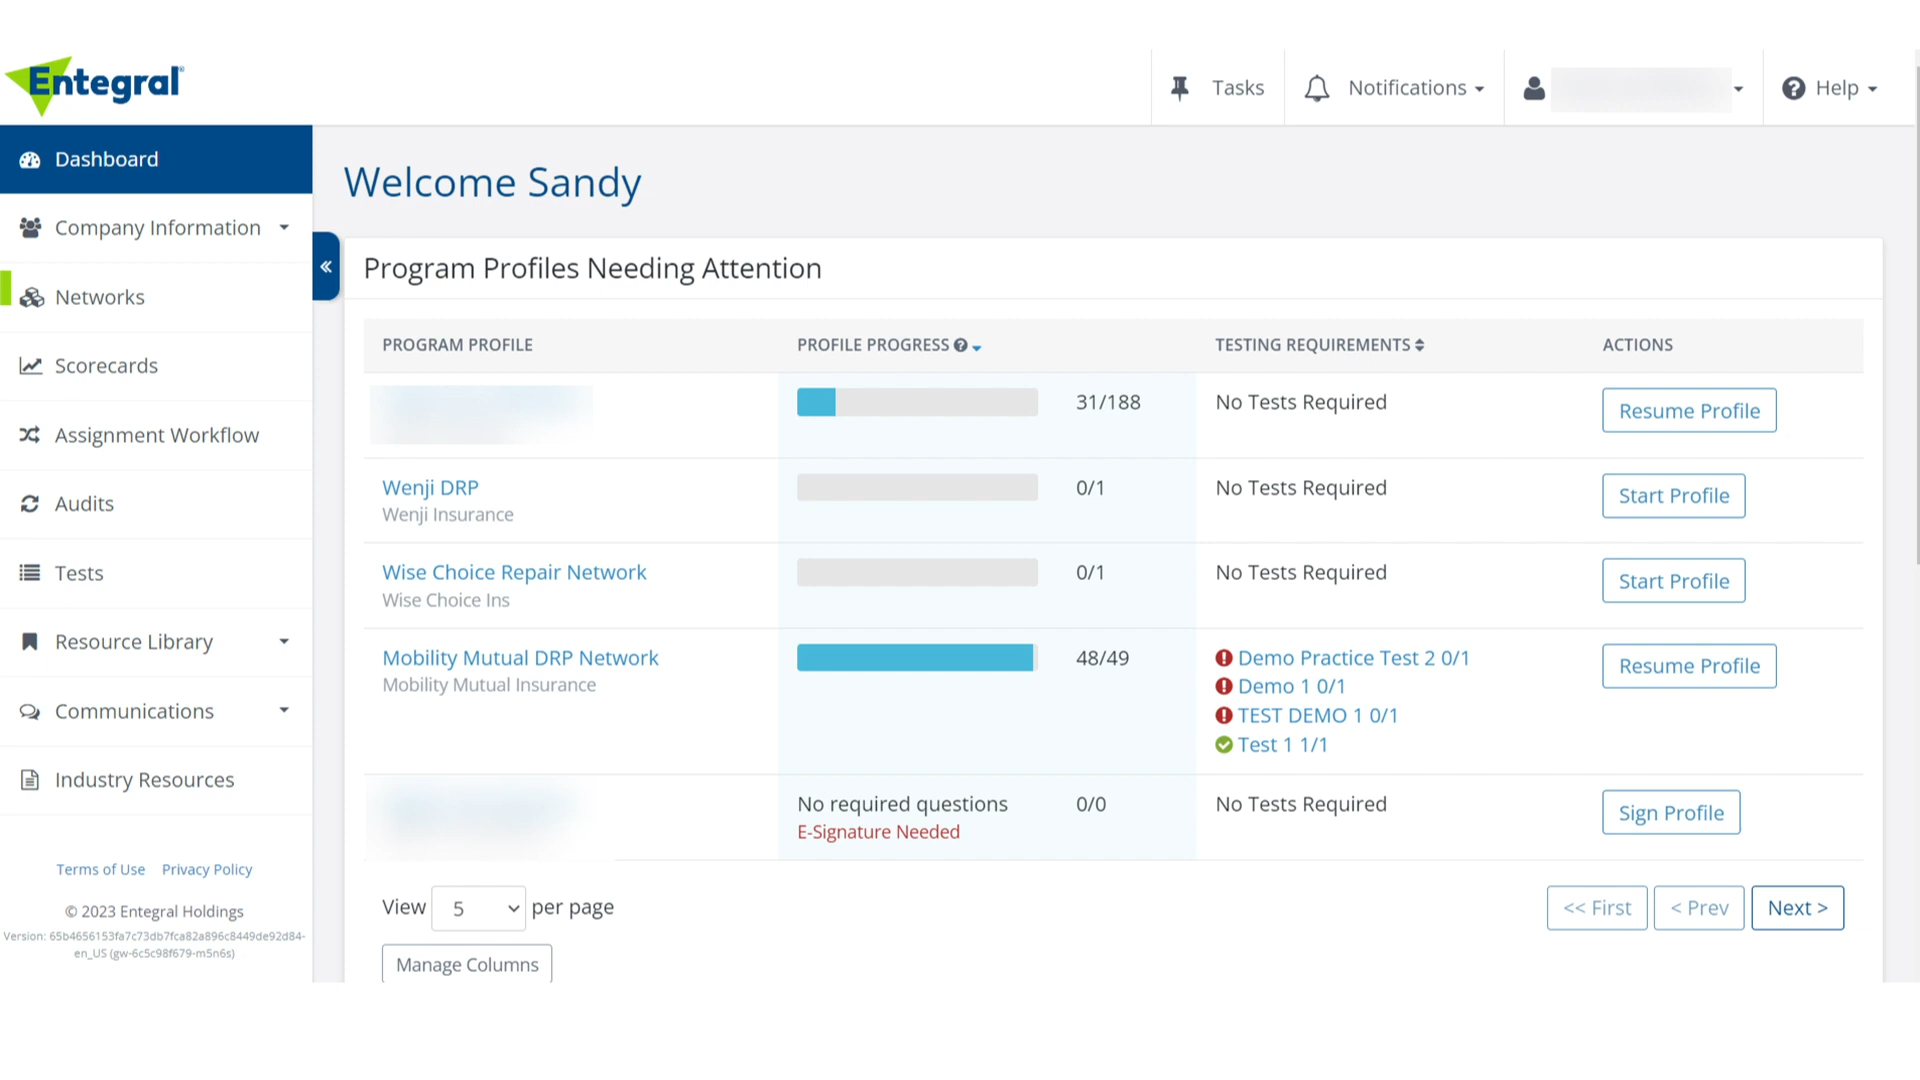 Entegral®
Tasks
Notifications
Help
Dashboard
Company Information
Networks
Scorecards
Assignment Workflow
Audits
Tests
Resource Library
Communications
Industry Resources
Terms of Use Privacy Policy
© 2023 Entegral Holdings
Version: 65b4656153fa7c73db7fca82a896c8449de92d84-
en_US (gw-6c5c98f679-m5n6s)
«
Welcome Sandy
Program Profiles Needing Attention
PROGRAM PROFILE PROFILE PROGRESS TESTING REQUIREMENTS ACTIONS
31/188 No Tests Required Resume Profile
Wenji DRP 0/1 No Tests Required Start Profile
Wenji Insurance
Wise Choice Repair Network 0/1 No Tests Required Start Profile
Wise Choice Ins
Mobility Mutual DRP Network 48/49 Demo Practice Test 2 0/1 Resume Profile
Mobility Mutual Insurance Demo 1 0/1
TEST DEMO 1 0/1
Test 1 1/1
No required questions 0/0 No Tests Required Sign Profile
E-Signature Needed
View 5 per page << First < Prev Next >
Manage Columns